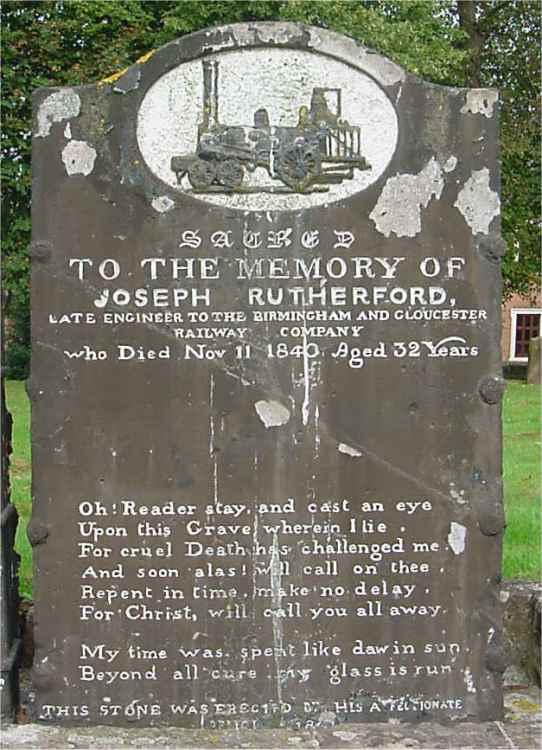 SACRED
TO THE MEMORY OF
JOSEPH RUTHERFORD,
LATE ENGINEER TO THE BIRMINGHAM AND GLOUCESTER
RAILWAY COMPANY
who Died Nov 11 1840 Aged 32 Years
Oh! Reader stay, and cast an eye
Upon this Grave wherein I lie.
For cruel Death has challenged me.
And soon alas! will call on thee.
Repent in time, make no delay,
For Christ, will call you all away.
My time was spent like daw in sun.
Beyond all cure my glass is run.
THIS STONE WAS ERECTED BY HIS AFFECTIONATE
RELICT